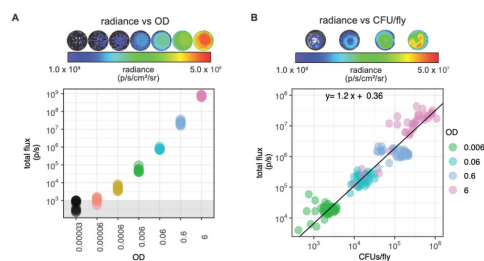 A
radiance vs OD
1.0 x 10³
5.0 x 10⁶
radiance
(p/s/cm²/sr)
total flux
(p/s)
10⁹
10⁸
10⁷
10⁶
10⁵
10⁴
10³
0.00003
0.00006
0.0006
0.006
0.06
0.6
6
OD
B
radiance vs CFU/fly
1.0 x 10³
5.0 x 10⁷
radiance
(p/s/cm²/sr)
y= 1.2 x + 0.36
total flux
(p/s)
10⁸
10⁷
10⁶
10⁵
10⁴
10³
10⁴
10⁵
10⁶
CFUs/fly
OD
0.006
0.06
0.6
6